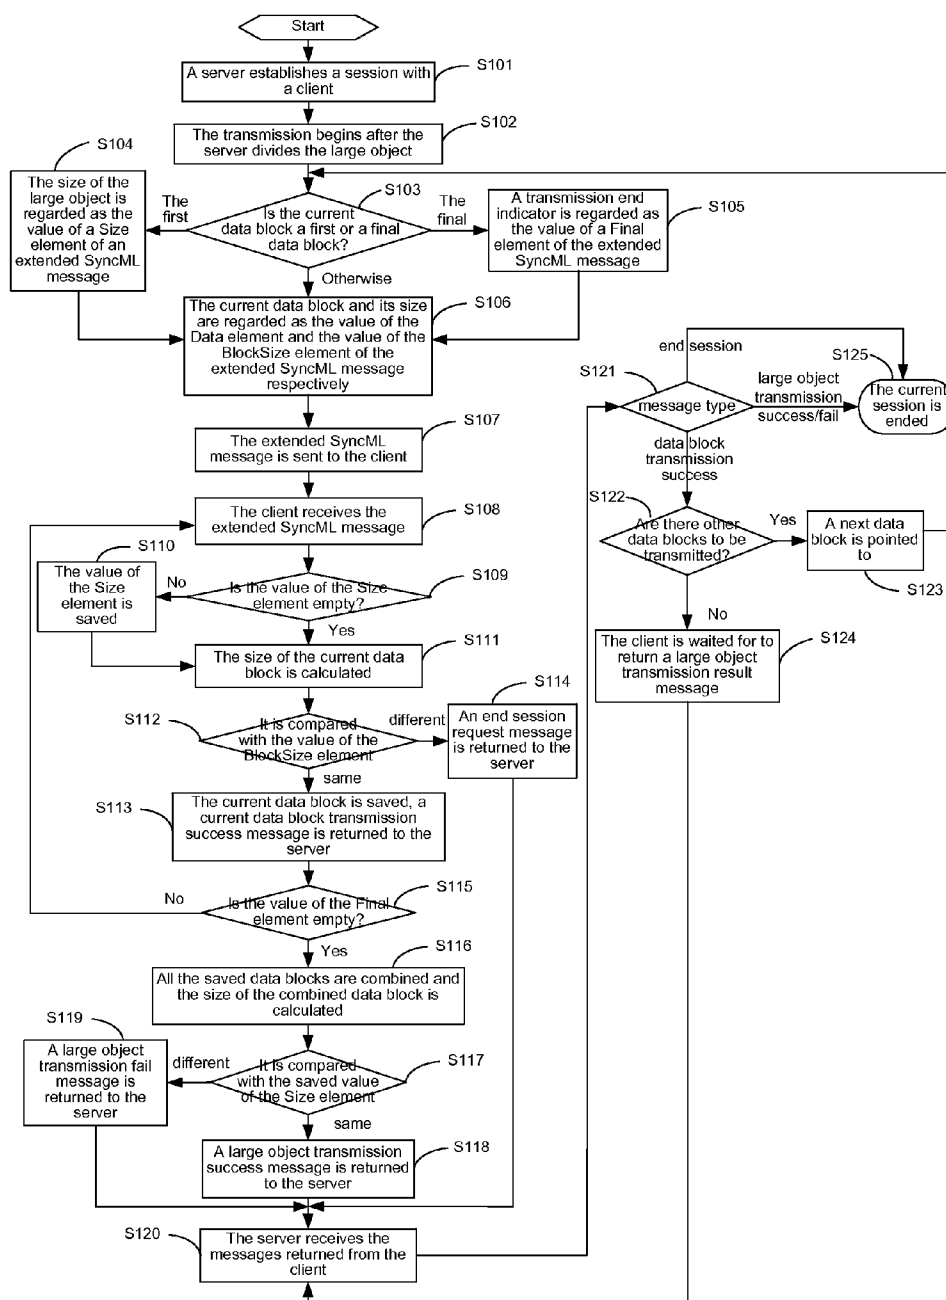 Start
S101
A server establishes a session with
a client
S102
The transmission begins after the
server divides the large object
S104
The size of the
large object is
regarded as the
value of a Size
element of an
extended SyncML
message
The
first
S103
Is the current
data block a first or a final
data block?
The
final
S105
A transmission end
indicator is regarded as
the value of a Final
element of the extended
SyncML message
Otherwise
S106
The current data block and its size
are regarded as the value of the
Data element and the value of the
BlockSize element of the
extended SyncML message
respectively
S107
The extended SyncML
message is sent to the client
S108
The client receives the
extended SyncML message
S109
Is the value of the Size
element empty?
No
S110
The value of
the Size
element is
saved
Yes
S111
The size of the current data
block is calculated
S112
It is compared
with the value of the
BlockSize element
different
S114
An end session
request message
is returned to the
server
same
S113
The current data block is saved, a
current data block transmission
success message is returned to the
server
S115
Is the value of the Final
element empty?
No
Yes
S116
All the saved data blocks are combined and
the size of the combined data block is
calculated
S117
It is compared
with the saved value
of the Size element
different
S119
A large object
transmission fail
message is
returned to the
server
same
S118
A large object transmission
success message is returned
to the server
S120
The server receives the
messages returned from the
client
end session
S121
message type
large object
transmission
success/fail
S125
The current
session is
ended
data block
transmission
success
S122
Are there other
data blocks to be
transmitted?
Yes
A next data
block is pointed
to
S123
No
S124
The client is waited for to
return a large object
transmission result
message